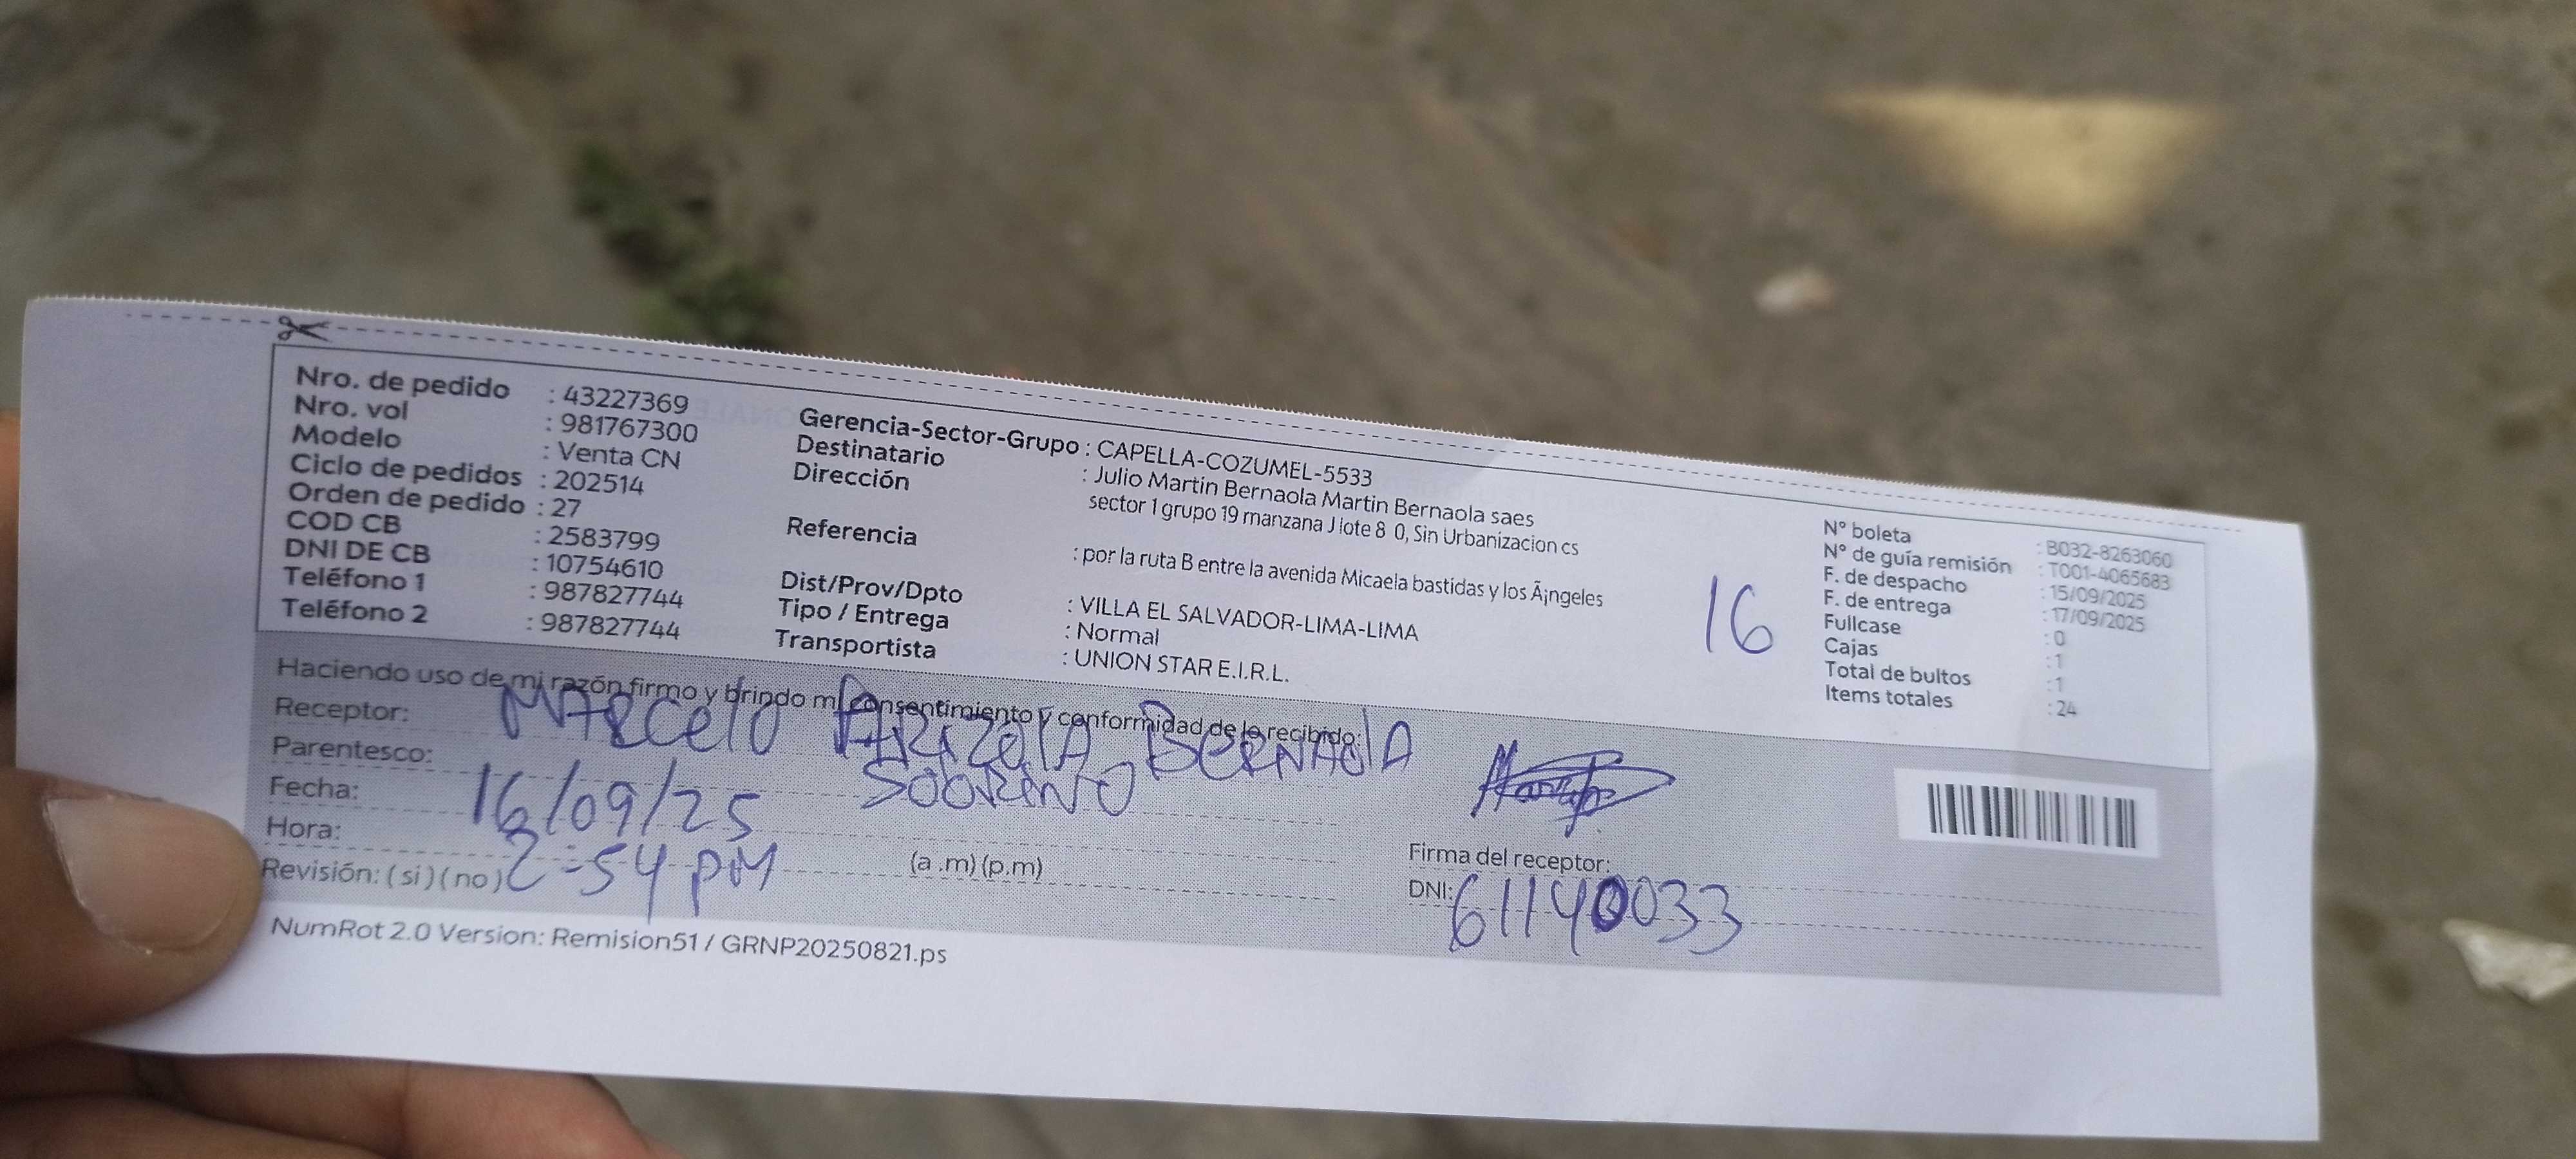 Nro. de pedido : 43227369
Nro. vol : 981767300
Modelo : Venta CN
Ciclo de pedidos : 202514
Orden de pedido : 27
COD CB : 2583799
DNI DE CB : 10754610
Teléfono 1 : 987827744
Teléfono 2 : 987827744
Gerencia-Sector-Grupo : CAPELLA-COZUMEL-5533
Destinatario : Julio Martin Bernaola Martin Bernaola saes
Dirección sector 1 grupo 19 manzana J lote 8 0, Sin Urbanizacion cs
Referencia : por la ruta B entre la avenida Micaela bastidas y los Ã¡ngeles
Dist/Prov/Dpto : VILLA EL SALVADOR-LIMA-LIMA
Tipo / Entrega : Normal
Transportista : UNION STAR E.I.R.L.
16
N° boleta : B032-8263060
N° de guía remisión : T001-4065683
F. de despacho : 15/09/2025
F. de entrega : 17/09/2025
Fullcase : 0
Cajas : 1
Total de bultos : 1
Items totales : 24
Haciendo uso de mi razón firmo y brindo mi consentimiento y conformidad de lo recibido:
Receptor: MARcelo ARIZOlA BERNAOlA
Parentesco: SOBRINO
Fecha: 16/09/25
Hora: 2:54 PM (a .m) (p.m)
Revisión: ( si ) ( no )
Firma del receptor:
DNI: 61140033
NumRot 2.0 Version: Remision51 / GRNP20250821.ps